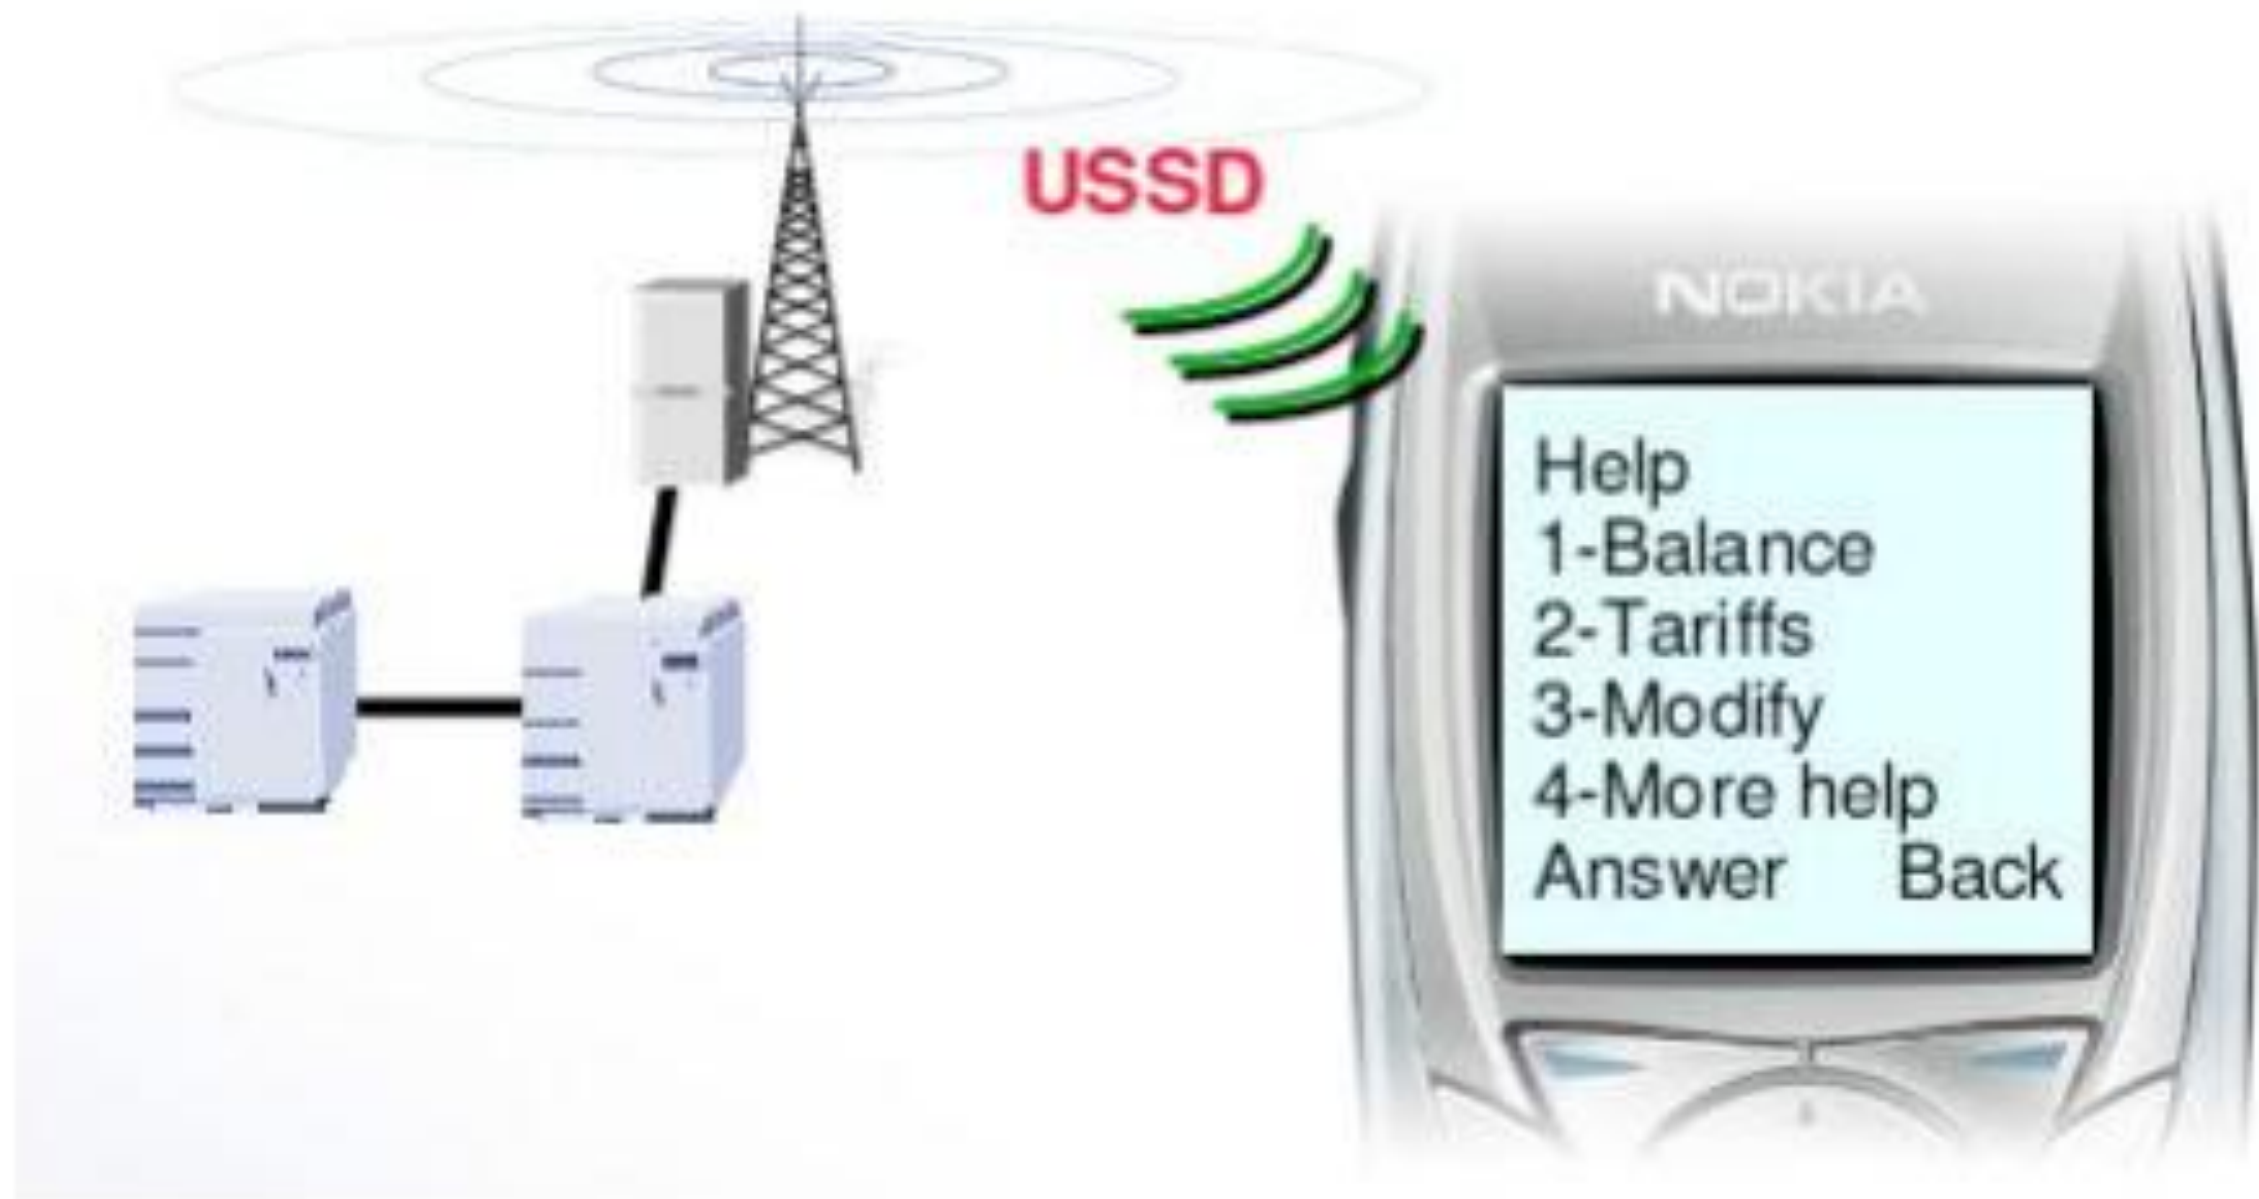 USSD
NOKIA
Help
1-Balance
2-Tariffs
3-Modify
4-More help
Answer Back